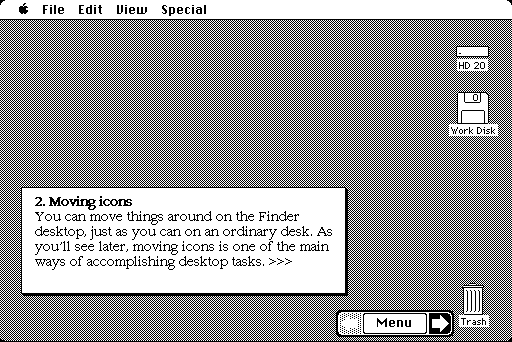 File Edit View Special
HD 20
Work Disk
2. Moving icons
You can move things around on the Finder
desktop, just as you can on an ordinary desk. As
you'll see later, moving icons is one of the main
ways of accomplishing desktop tasks. >>>
Menu
Trash